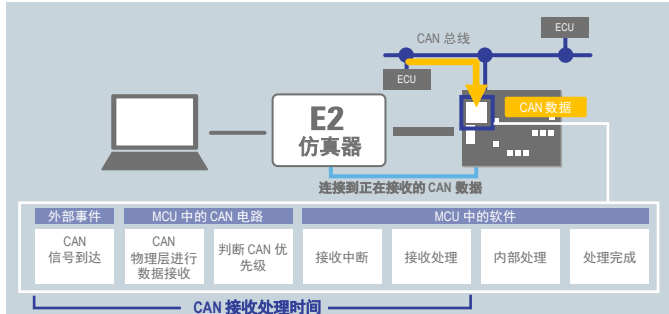 ECU
CAN 总线
ECU
CAN 数据
E2
仿真器
连接到正在接收的 CAN 数据
外部事件
MCU 中的 CAN 电路
MCU 中的软件
CAN
信号到达
CAN
物理层进行
数据接收
判断 CAN 优
先级
接收中断
接收处理
内部处理
处理完成
CAN 接收处理时间